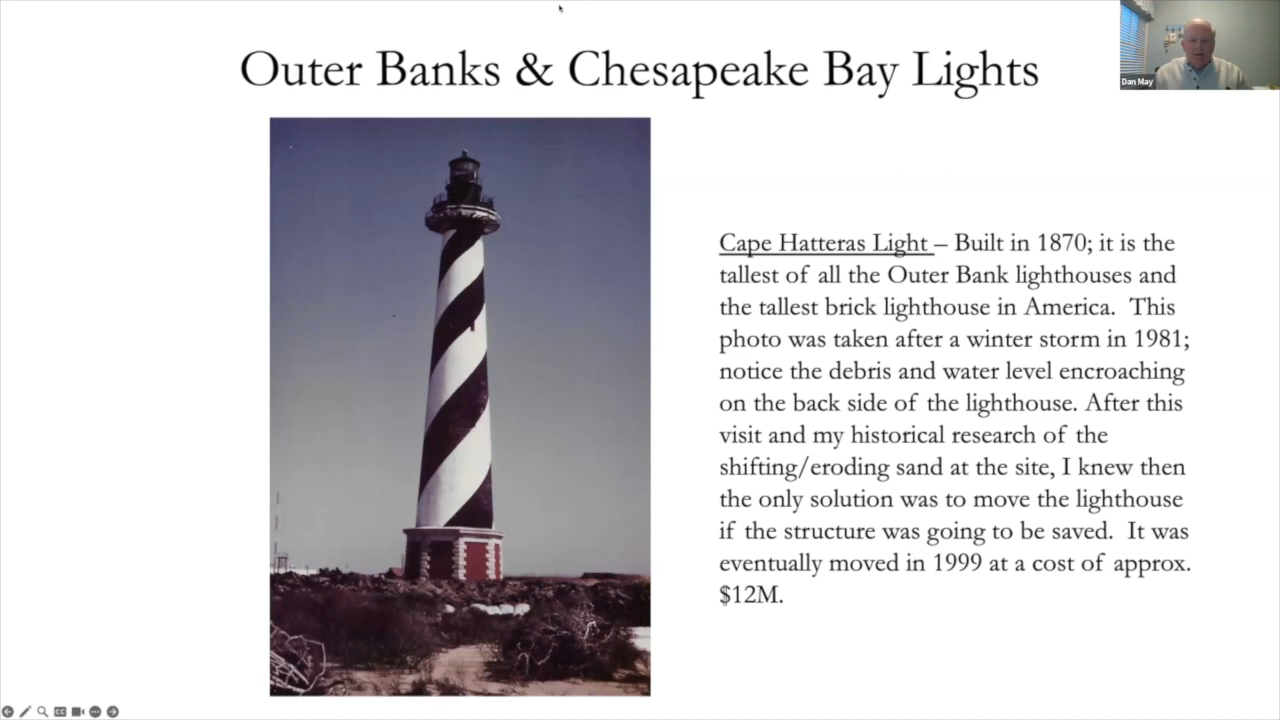 Outer Banks & Chesapeake Bay Lights
Dan May
Cape Hatteras Light – Built in 1870; it is the
tallest of all the Outer Bank lighthouses and
the tallest brick lighthouse in America. This
photo was taken after a winter storm in 1981;
notice the debris and water level encroaching
on the back side of the lighthouse. After this
visit and my historical research of the
shifting/eroding sand at the site, I knew then
the only solution was to move the lighthouse
if the structure was going to be saved. It was
eventually moved in 1999 at a cost of approx.
$12M.